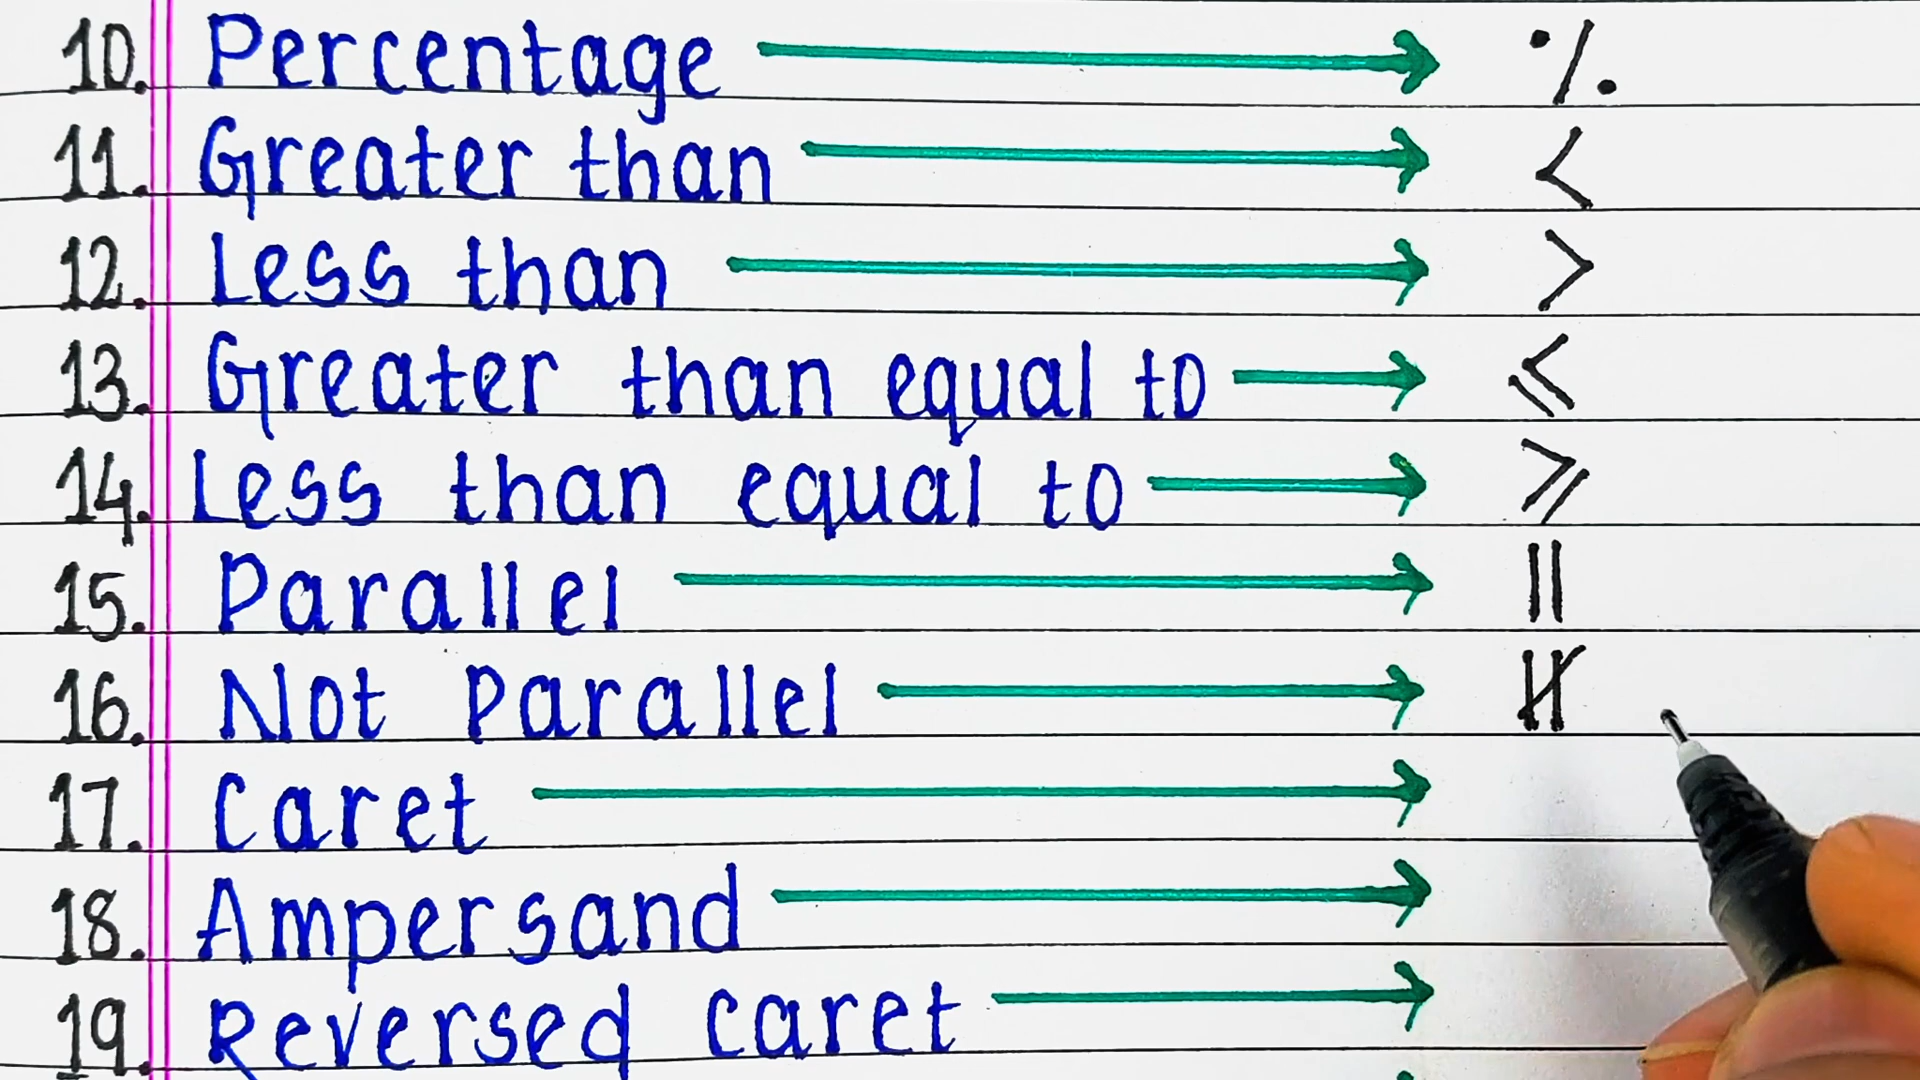 10. Percentage → ٪
11. Greater than → <
12. Less than → >
13. Greater than equal to → ⩽
14. Less than equal to → ⩾
15. Parallel → ||
16. Not Parallel → ∦
17. Caret →
18. Ampersand →
19. Reversed caret →